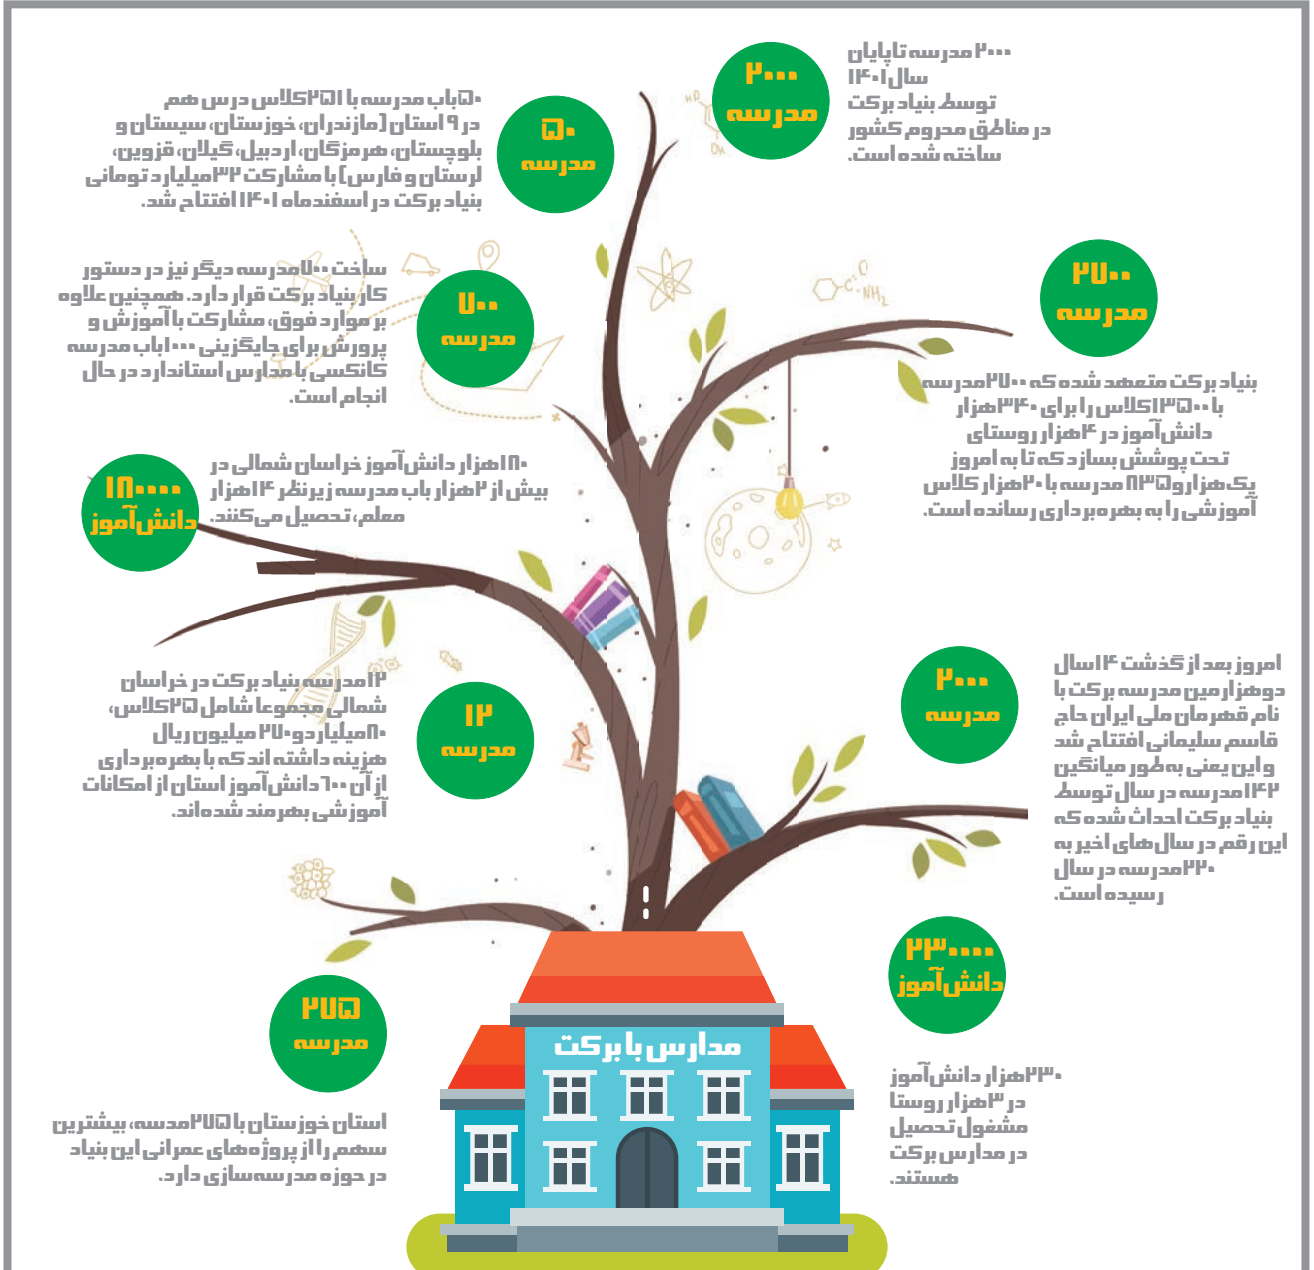 ۲۰۰۰
مدرسه
۲۰۰۰ مدرسه تا پایان
سال ۱۴۰۱
توسط بنیاد برکت
در مناطق محروم کشور
ساخته شده است.
۵۰
مدرسه
۵۰ باب مدرسه با ۲۵۱ کلاس درس هم
در ۹ استان (مازندران، خوزستان، سیستان و
بلوچستان، هرمزگان، اردبیل، گیلان، قزوین،
لرستان و فارس) با مشارکت ۳۲ میلیارد تومانی
بنیاد برکت در اسفندماه ۱۴۰۱ افتتاح شد.
۲۷۰۰
مدرسه
بنیاد برکت متعهد شده که ۲۷۰۰ مدرسه
با ۱۳۵۰۰ کلاس را برای ۳۴۰ هزار
دانش‌آموز در ۴ هزار روستای
تحت پوشش بسازد که تا به امروز
یک هزار و ۸۳۵ مدرسه با ۲۰ هزار کلاس
آموزشی را به بهره‌برداری رسانده است.
۷۰۰
مدرسه
ساخت ۷۰۰ مدرسه دیگر نیز در دستور
کار بنیاد برکت قرار دارد. همچنین علاوه
بر موارد فوق، مشارکت با آموزش و
پرورش برای جایگزینی ۱۰۰۰ باب مدرسه
کانکسی با مدارس استاندارد در حال
انجام است.
۱۸۰۰۰۰
دانش‌آموز
۱۸۰ هزار دانش‌آموز خراسان شمالی در
بیش از ۲ هزار باب مدرسه زیر نظر ۱۴ هزار
معلم، تحصیل می‌کنند.
۲۰۰۰
مدرسه
امروز بعد از گذشت ۱۴ سال
دوهزارمین مدرسه برکت با
نام قهرمان ملی ایران حاج
قاسم سلیمانی افتتاح شد
و این یعنی به‌طور میانگین
۱۴۲ مدرسه در سال توسط
بنیاد برکت احداث شده که
این رقم در سال‌های اخیر به
۲۲۰ مدرسه در سال
رسیده است.
۱۲
مدرسه
۱۲ مدرسه بنیاد برکت در خراسان
شمالی مجموعا شامل ۲۵ کلاس،
۸۰ میلیارد و ۲۷۰ میلیون ریال
هزینه داشته اند که با بهره‌برداری
از آن ۶۰۰ دانش‌آموز استان از امکانات
آموزشی بهره‌مند شده‌اند.
۲۳۰۰۰۰
دانش‌آموز
۲۳۰ هزار دانش‌آموز
در ۳ هزار روستا
مشغول تحصیل
در مدارس برکت
هستند.
۲۷۵
مدرسه
استان خوزستان با ۲۷۵ مدسه، بیشترین
سهم را از پروژه‌های عمرانی این بنیاد
در حوزه مدرسه‌سازی دارد.
مدارس با برکت
HO
OH
C
O
NH2